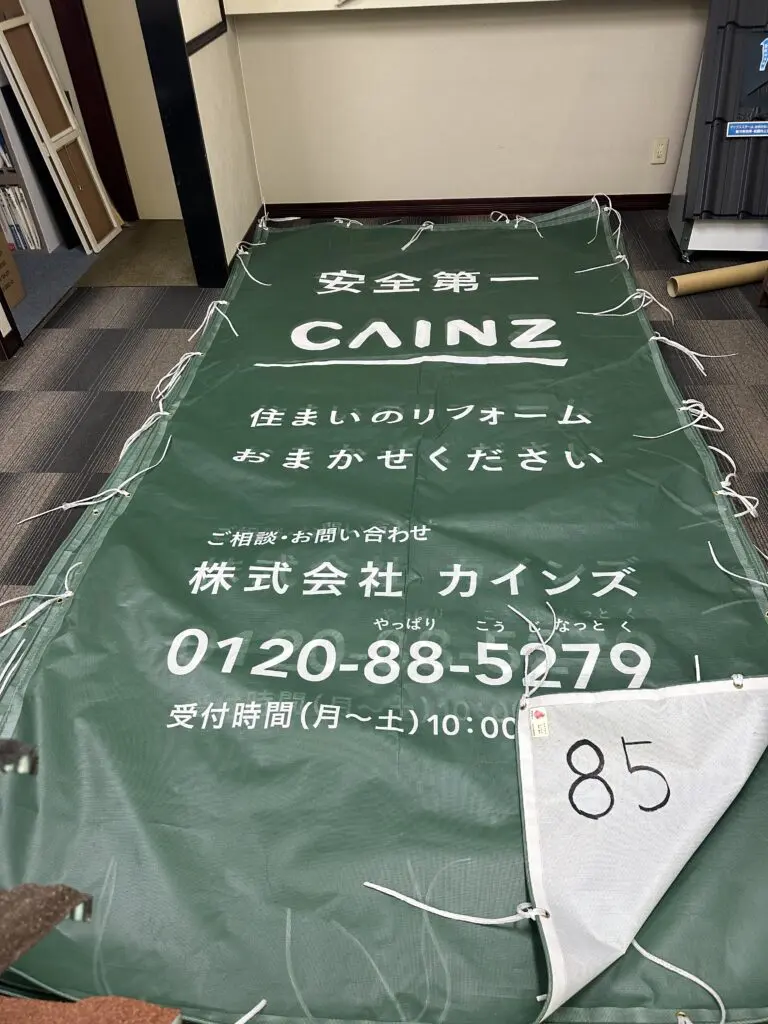 安全第一
CAINZ
住まいのリフォーム
おまかせください
ご相談・お問い合わせ
株式会社 カインズ
やっぱり こうじ なっとく
0120-88-5279
受付時間(月〜土)10:00
85